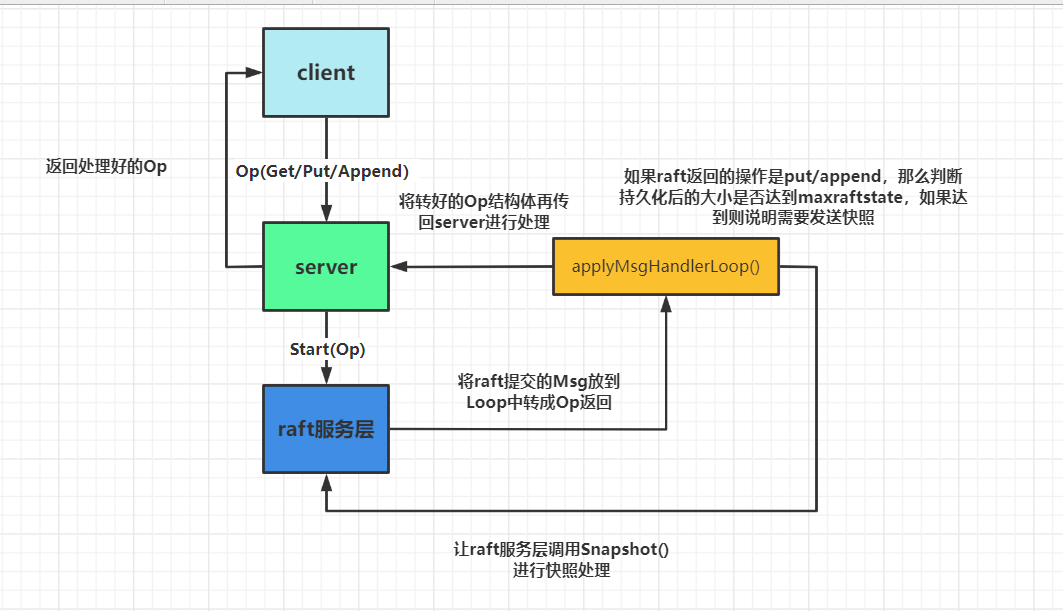 client
返回处理好的Op
Op(Get/Put/Append)
将转好的Op结构体再传
回server进行处理
如果raft返回的操作是put/append，那么判断
持久化后的大小是否达到maxraftstate，如果达
到则说明需要发送快照
server
applyMsgHandlerLoop()
Start(Op)
将raft提交的Msg放到
Loop中转成Op返回
raft服务层
让raft服务层调用Snapshot()
进行快照处理